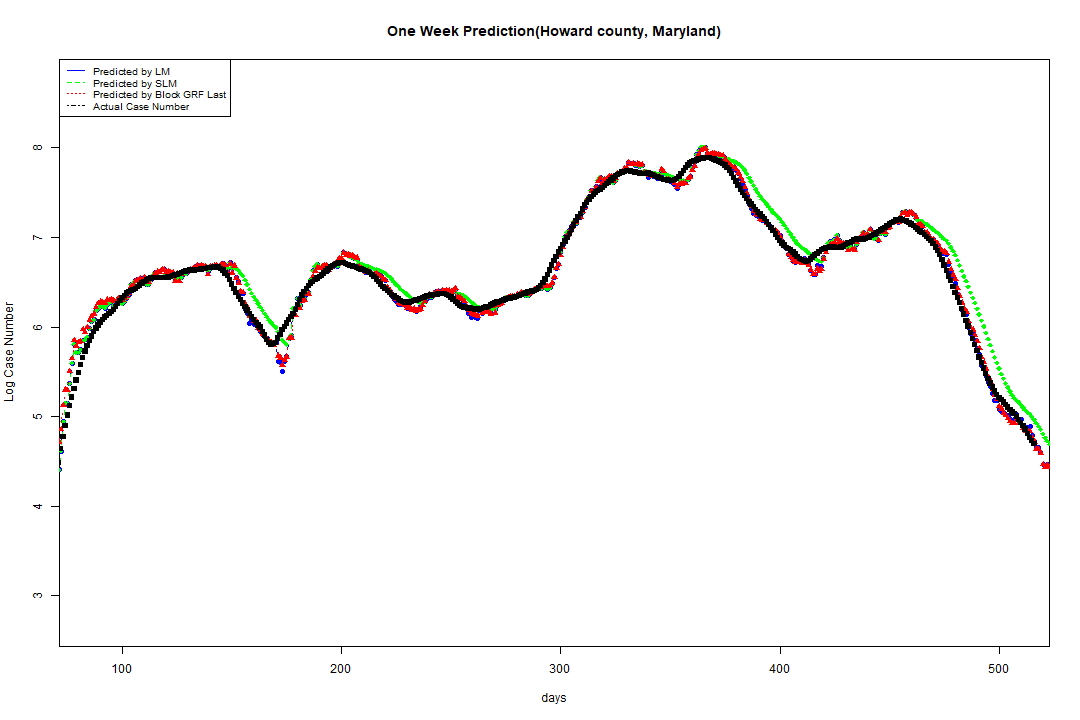 One Week Prediction(Howard county, Maryland)
Predicted by LM
Predicted by SLM
Predicted by Block GRF Last
Actual Case Number
Log Case Number
8
7
6
5
4
3
100 200 300 400 500
days